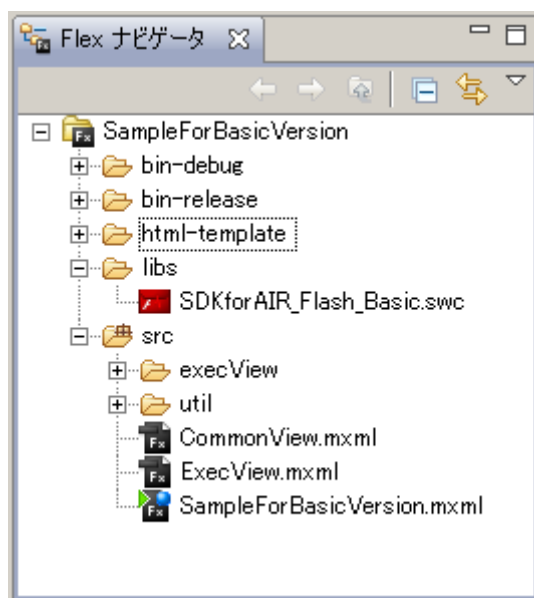 Flex ナビゲータ
SampleForBasicVersion
bin-debug
bin-release
html-template
libs
SDKforAIR_Flash_Basic.swc
src
execView
util
CommonView.mxml
ExecView.mxml
SampleForBasicVersion.mxml